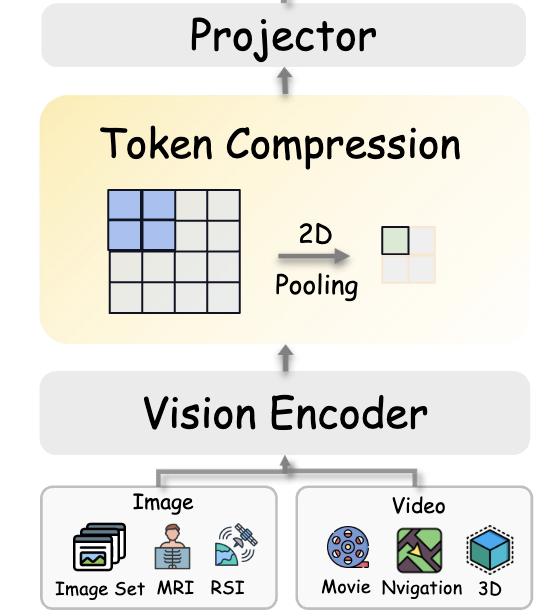 Projector
Token Compression
2D
Pooling
Vision Encoder
Image
Video
Image Set MRI RSI
Movie Nvigation 3D